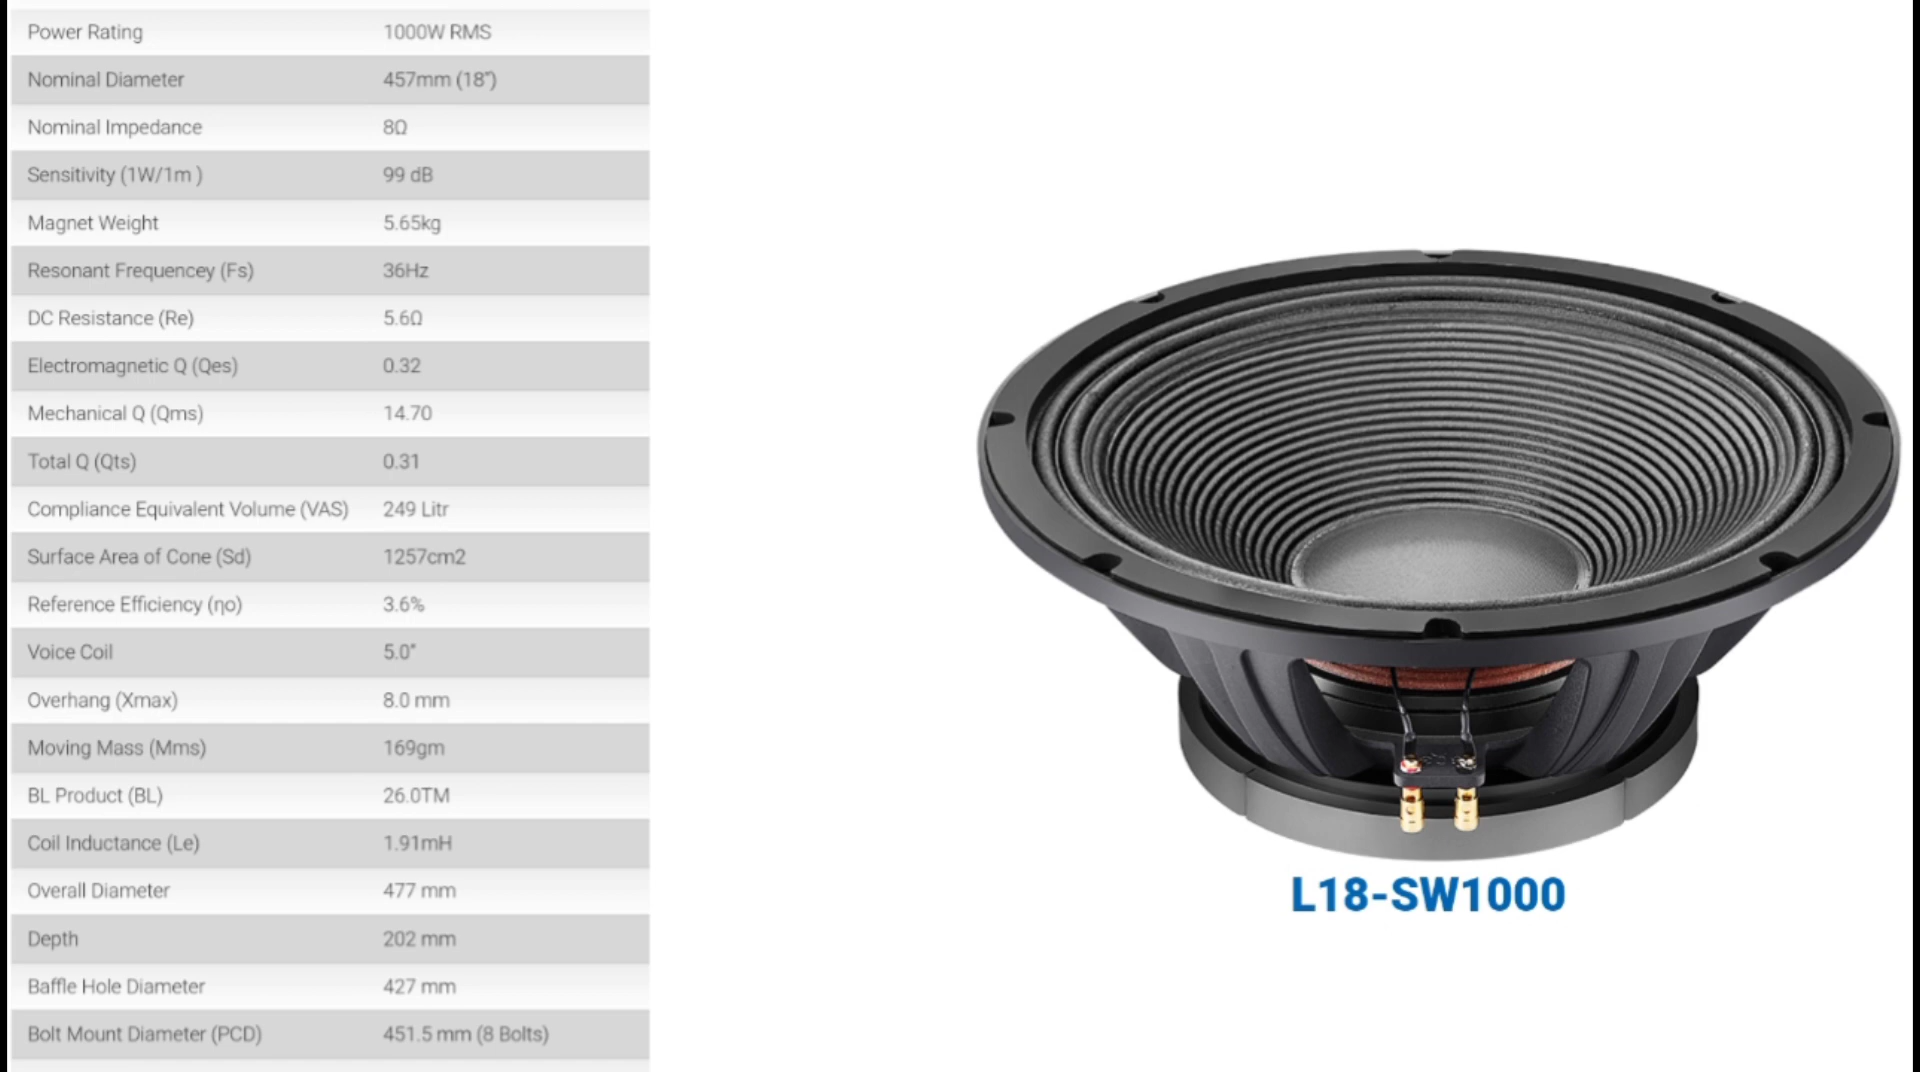 Power Rating 1000W RMS
Nominal Diameter 457mm (18")
Nominal Impedance 8Ω
Sensitivity (1W/1m ) 99 dB
Magnet Weight 5.65kg
Resonant Frequencey (Fs) 36Hz
DC Resistance (Re) 5.6Ω
Electromagnetic Q (Qes) 0.32
Mechanical Q (Qms) 14.70
Total Q (Qts) 0.31
Compliance Equivalent Volume (VAS) 249 Litr
Surface Area of Cone (Sd) 1257cm2
Reference Efficiency (ηo) 3.6%
Voice Coil 5.0"
Overhang (Xmax) 8.0 mm
Moving Mass (Mms) 169gm
BL Product (BL) 26.0TM
Coil Inductance (Le) 1.91mH
Overall Diameter 477 mm
Depth 202 mm
Baffle Hole Diameter 427 mm
Bolt Mount Diameter (PCD) 451.5 mm (8 Bolts)
L18-SW1000